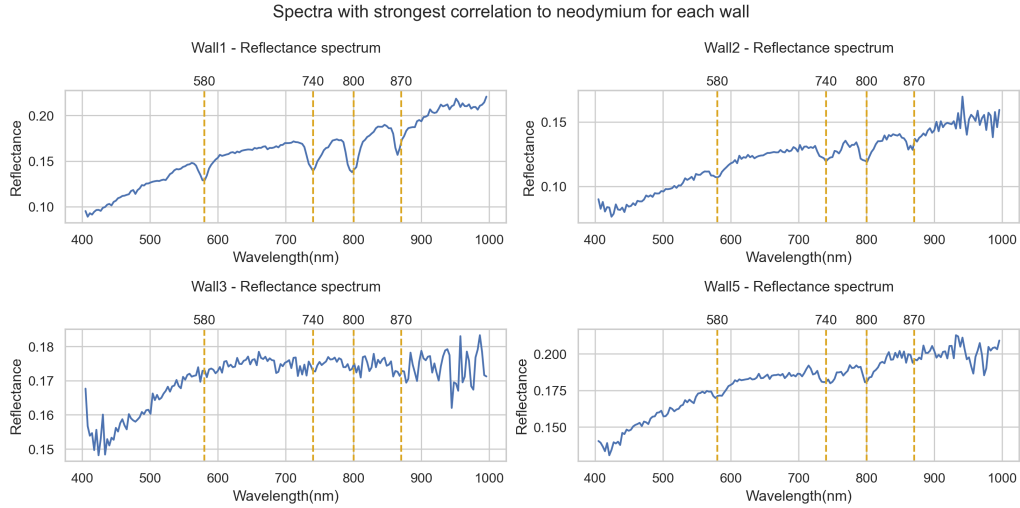 Spectra with strongest correlation to neodymium for each wall
Wall1 - Reflectance spectrum
580 740 800 870
0.20
0.15
0.10
Reflectance
400 500 600 700 800 900 1000
Wavelength(nm)
Wall2 - Reflectance spectrum
580 740 800 870
0.15
0.10
Reflectance
400 500 600 700 800 900 1000
Wavelength(nm)
Wall3 - Reflectance spectrum
580 740 800 870
0.18
0.17
0.16
0.15
Reflectance
400 500 600 700 800 900 1000
Wavelength(nm)
Wall5 - Reflectance spectrum
580 740 800 870
0.200
0.175
0.150
Reflectance
400 500 600 700 800 900 1000
Wavelength(nm)